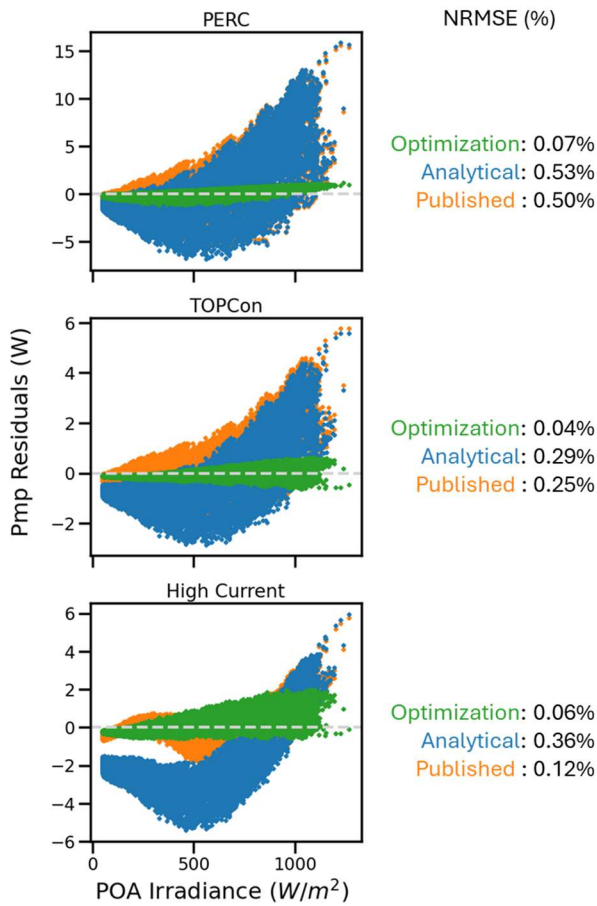 PERC
NRMSE (%)
15
10
5
0
−5
Optimization: 0.07%
Analytical: 0.53%
Published : 0.50%
TOPCon
6
4
2
0
−2
Optimization: 0.04%
Analytical: 0.29%
Published : 0.25%
Pmp Residuals (W)
High Current
6
4
2
0
−2
−4
−6
Optimization: 0.06%
Analytical: 0.36%
Published : 0.12%
0 500 1000
POA Irradiance (W/m²)